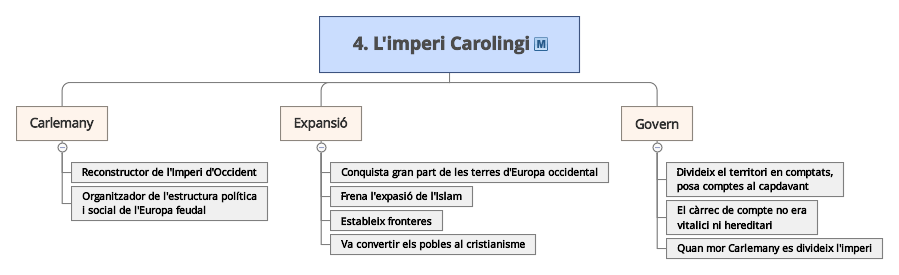 4. L'imperi Carolingi M
Carlemany
Reconstructor de l'Imperi d'Occident
Organitzador de l'estructura política
i social de l'Europa feudal
Expansió
Conquista gran part de les terres d'Europa occidental
Frena l'expasió de l'Islam
Estableix fronteres
Va convertir els pobles al cristianisme
Govern
Divideix el territori en comptats,
posa comptes al capdavant
El càrrec de compte no era
vitalici ni hereditari
Quan mor Carlemany es divideix l'imperi